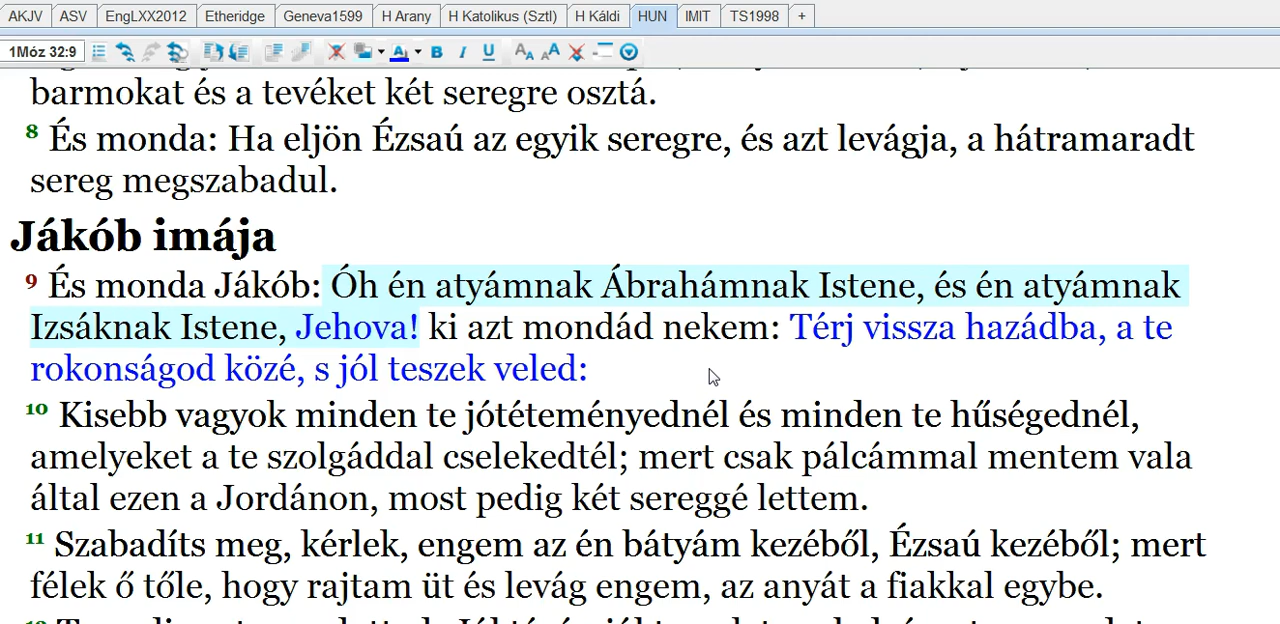 AKJV ASV EngLXX2012 Etheridge Geneva1599 H Arany H Katolikus (Sztl) H Káldi HUN IMIT TS1998 +
1Móz 32:9 A B I U A A A A
barmokat és a tevéket két seregre osztá.
8 És monda: Ha eljön Ézsaú az egyik seregre, és azt levágja, a hátramaradt
sereg megszabadul.
Jákób imája
9 És monda Jákób: Óh én atyámnak Ábrahámnak Istene, és én atyámnak
Izsáknak Istene, Jehova! ki azt mondád nekem: Térj vissza hazádba, a te
rokonságod közé, s jól teszek veled:
10 Kisebb vagyok minden te jótéteményednél és minden te hűségednél,
amelyeket a te szolgáddal cselekedtél; mert csak pálcámmal mentem vala
által ezen a Jordánon, most pedig két sereggé lettem.
11 Szabadíts meg, kérlek, engem az én bátyám kezéből, Ézsaú kezéből; mert
félek ő tőle, hogy rajtam üt és levág engem, az anyát a fiakkal egybe.